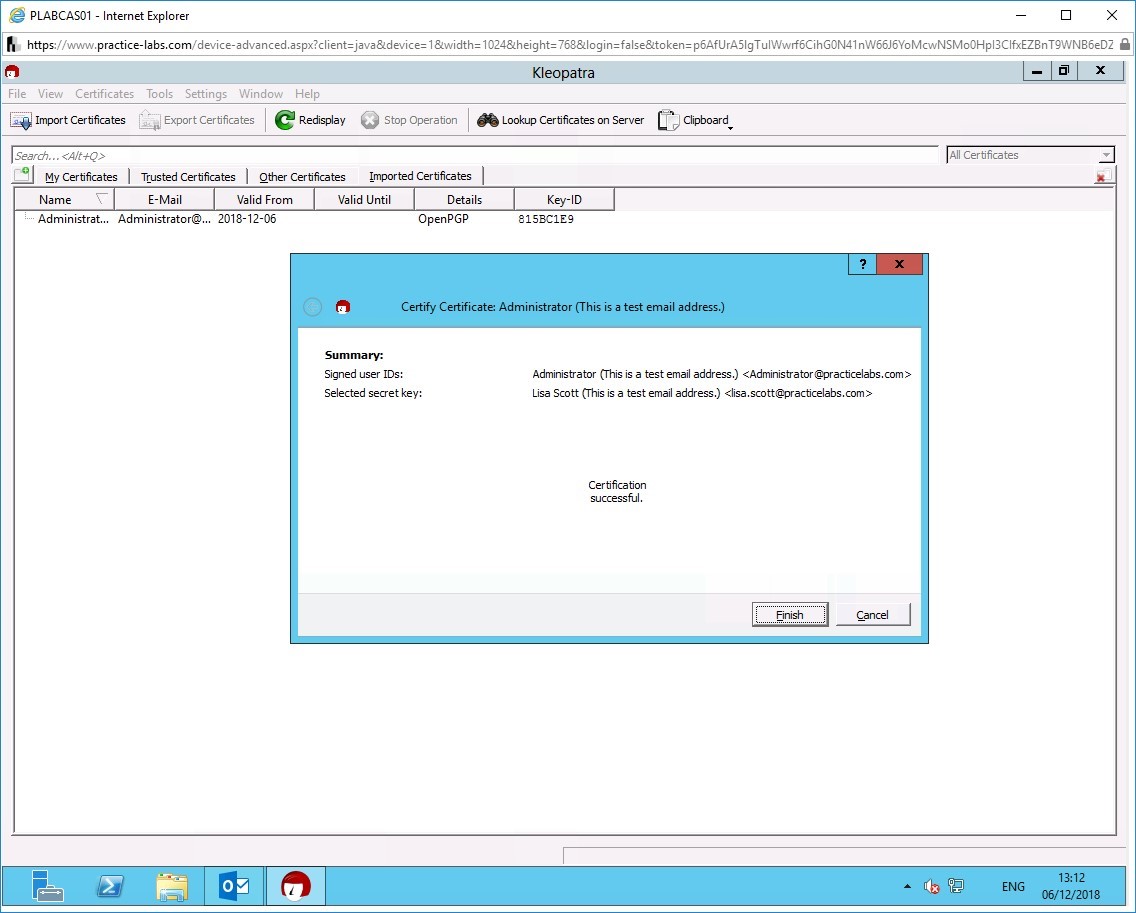 PLABCAS01 - Internet Explorer
https://www.practice-labs.com/device-advanced.aspx?client=java&device=1&width=1024&height=768&login=false&token=p6AfUrA5IgTulWwrf6CihG0N41nW66J6YoMcwNSMo0Hpl3ClfxEZBnT9WNB6eDZ
Kleopatra
File View Certificates Tools Settings Window Help
Import Certificates Export Certificates Redisplay Stop Operation Lookup Certificates on Server Clipboard
Search...<Alt+Q> All Certificates
My Certificates Trusted Certificates Other Certificates Imported Certificates
Name E-Mail Valid From Valid Until Details Key-ID
Administrat... Administrator@... 2018-12-06 OpenPGP 815BC1E9
? X
Certify Certificate: Administrator (This is a test email address.)
Summary:
Signed user IDs: Administrator (This is a test email address.) <Administrator@practicelabs.com>
Selected secret key: Lisa Scott (This is a test email address.) <lisa.scott@practicelabs.com>
Certification
successful.
Finish Cancel
ENG 13:12
06/12/2018